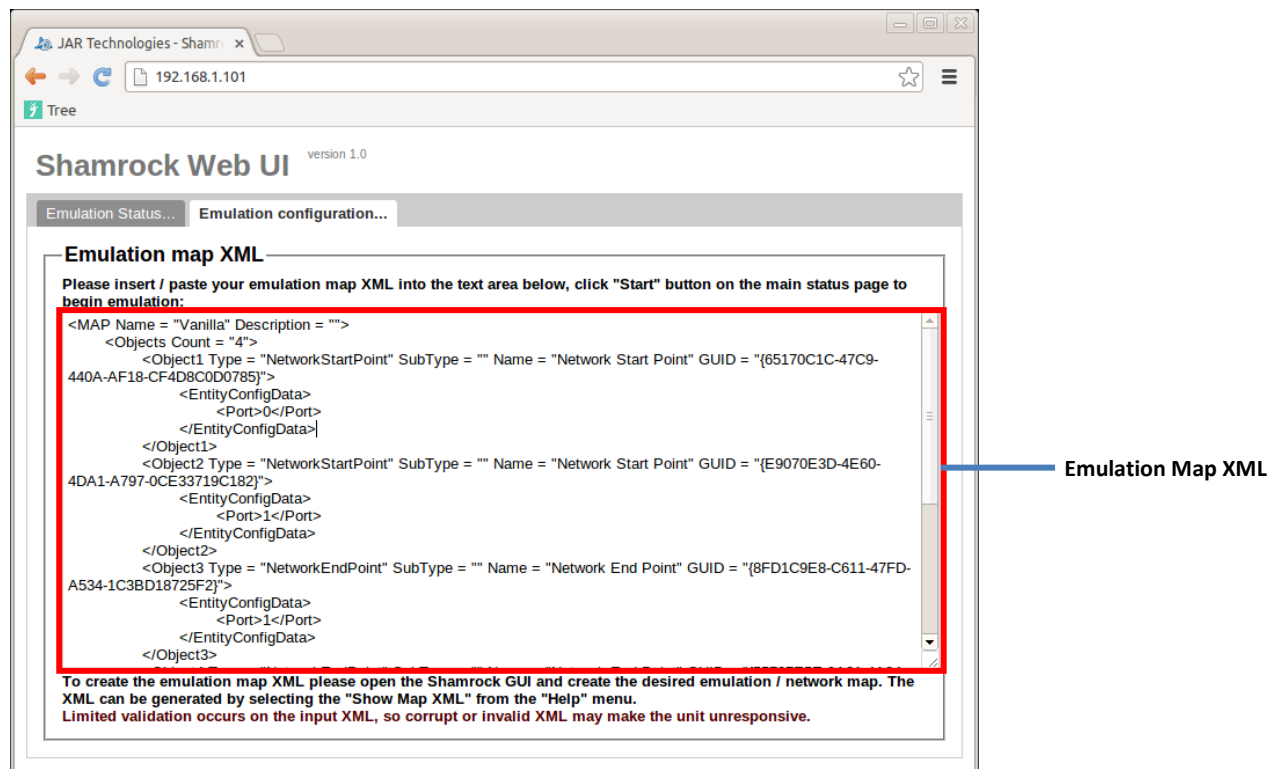 JAR Technologies - Shamr
192.168.1.101
Tree
Shamrock Web UI version 1.0
Emulation Status... Emulation configuration...
Emulation map XML
Please insert / paste your emulation map XML into the text area below, click "Start" button on the main status page to
begin emulation:
<MAP Name = "Vanilla" Description = "">
<Objects Count = "4">
<Object1 Type = "NetworkStartPoint" SubType = "" Name = "Network Start Point" GUID = "{65170C1C-47C9-
440A-AF18-CF4D8C0D0785}">
<EntityConfigData>
<Port>0</Port>
</EntityConfigData>
</Object1>
<Object2 Type = "NetworkStartPoint" SubType = "" Name = "Network Start Point" GUID = "{E9070E3D-4E60-
4DA1-A797-0CE33719C182}">
<EntityConfigData>
<Port>1</Port>
</EntityConfigData>
</Object2>
<Object3 Type = "NetworkEndPoint" SubType = "" Name = "Network End Point" GUID = "{8FD1C9E8-C611-47FD-
A534-1C3BD18725F2}">
<EntityConfigData>
<Port>1</Port>
</EntityConfigData>
</Object3>
To create the emulation map XML please open the Shamrock GUI and create the desired emulation / network map. The
XML can be generated by selecting the "Show Map XML" from the "Help" menu.
Limited validation occurs on the input XML, so corrupt or invalid XML may make the unit unresponsive.
Emulation Map XML